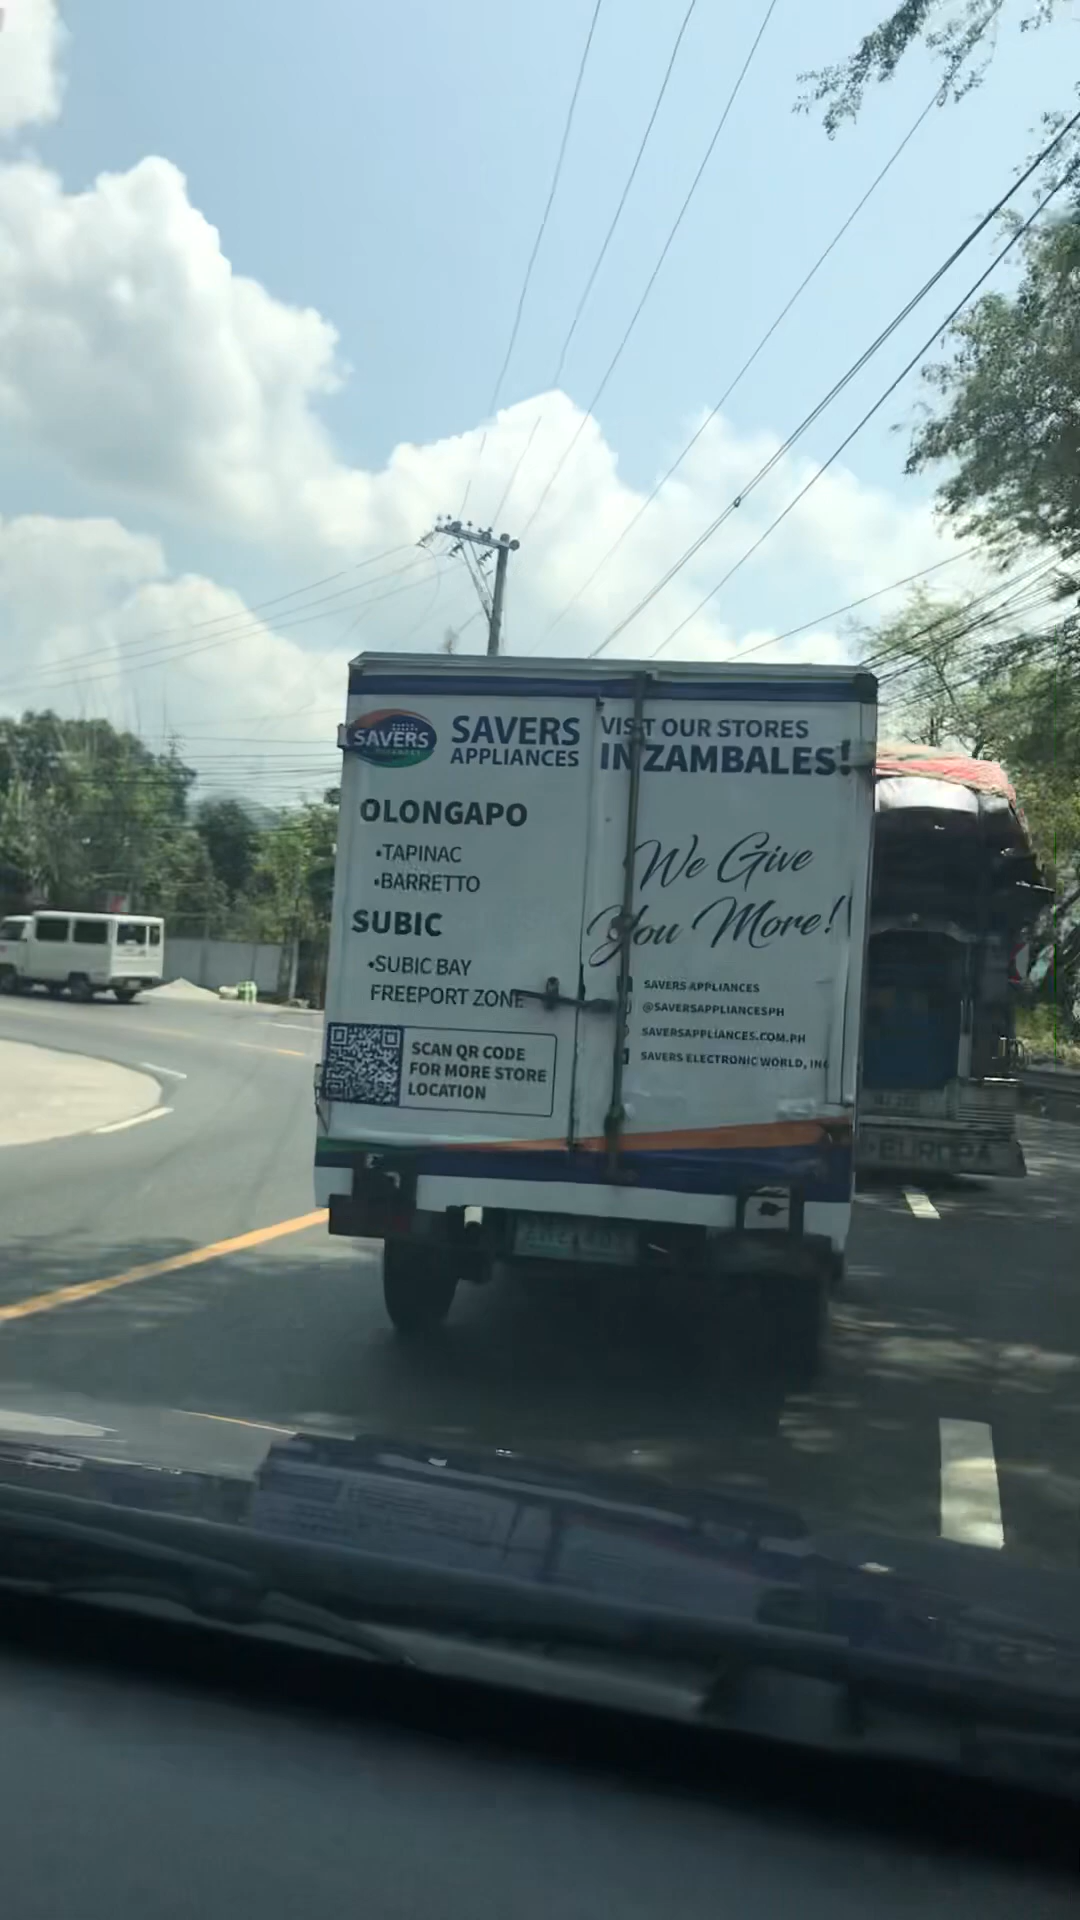 SAVERS
SAVERS
APPLIANCES
VISIT OUR STORES
IN ZAMBALES!
OLONGAPO
•TAPINAC
•BARRETTO
SUBIC
•SUBIC BAY
FREEPORT ZONE
SCAN QR CODE
FOR MORE STORE
LOCATION
We Give
You More!
SAVERS APPLIANCES
@SAVERSAPPLIANCESPH
SAVERSAPPLIANCES.COM.PH
SAVERS ELECTRONIC WORLD, INC
EUROPA